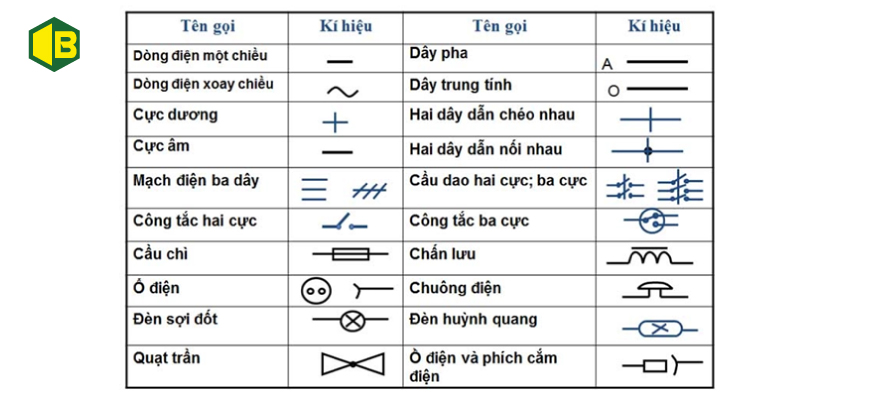 B
Tên gọi Kí hiệu Tên gọi Kí hiệu
Dòng điện một chiều Dây pha A
Dòng điện xoay chiều Dây trung tính O
Cực dương Hai dây dẫn chéo nhau
Cực âm Hai dây dẫn nối nhau
Mạch điện ba dây Cầu dao hai cực; ba cực
Công tắc hai cực Công tắc ba cực
Cầu chì Chấn lưu
Ổ điện Chuông điện
Đèn sợi đốt Đèn huỳnh quang
Quạt trần Ổ điện và phích cắm
điện